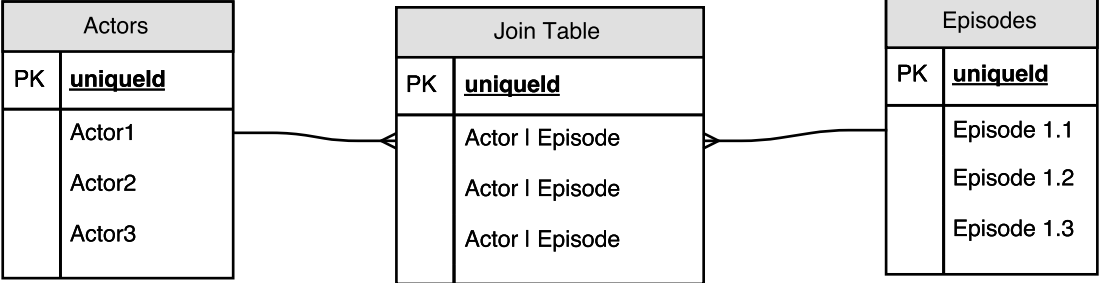 Actors
PK uniqueId
Actor1
Actor2
Actor3
Join Table
PK uniqueId
Actor | Episode
Actor | Episode
Actor | Episode
Episodes
PK uniqueId
Episode 1.1
Episode 1.2
Episode 1.3